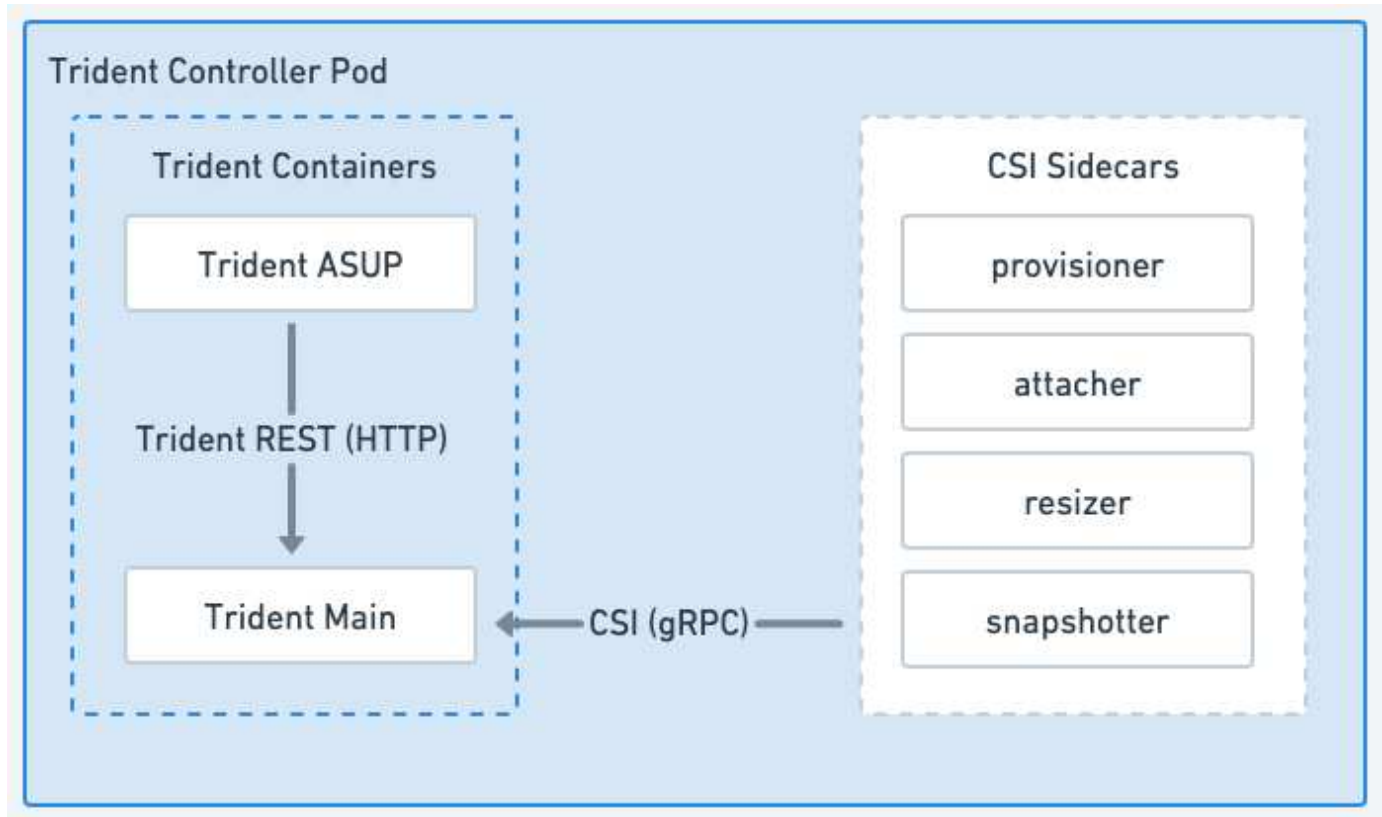 Trident Controller Pod
Trident Containers
Trident ASUP
Trident REST (HTTP)
Trident Main
CSI (gRPC)
CSI Sidecars
provisioner
attacher
resizer
snapshotter